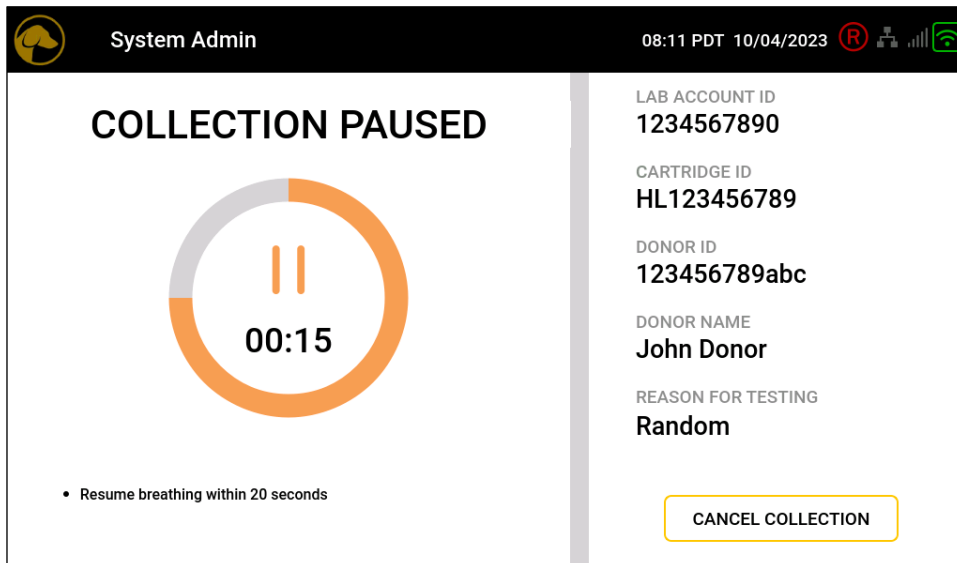 System Admin
08:11 PDT 10/04/2023 R
COLLECTION PAUSED
00:15
• Resume breathing within 20 seconds
LAB ACCOUNT ID
1234567890
CARTRIDGE ID
HL123456789
DONOR ID
123456789abc
DONOR NAME
John Donor
REASON FOR TESTING
Random
CANCEL COLLECTION